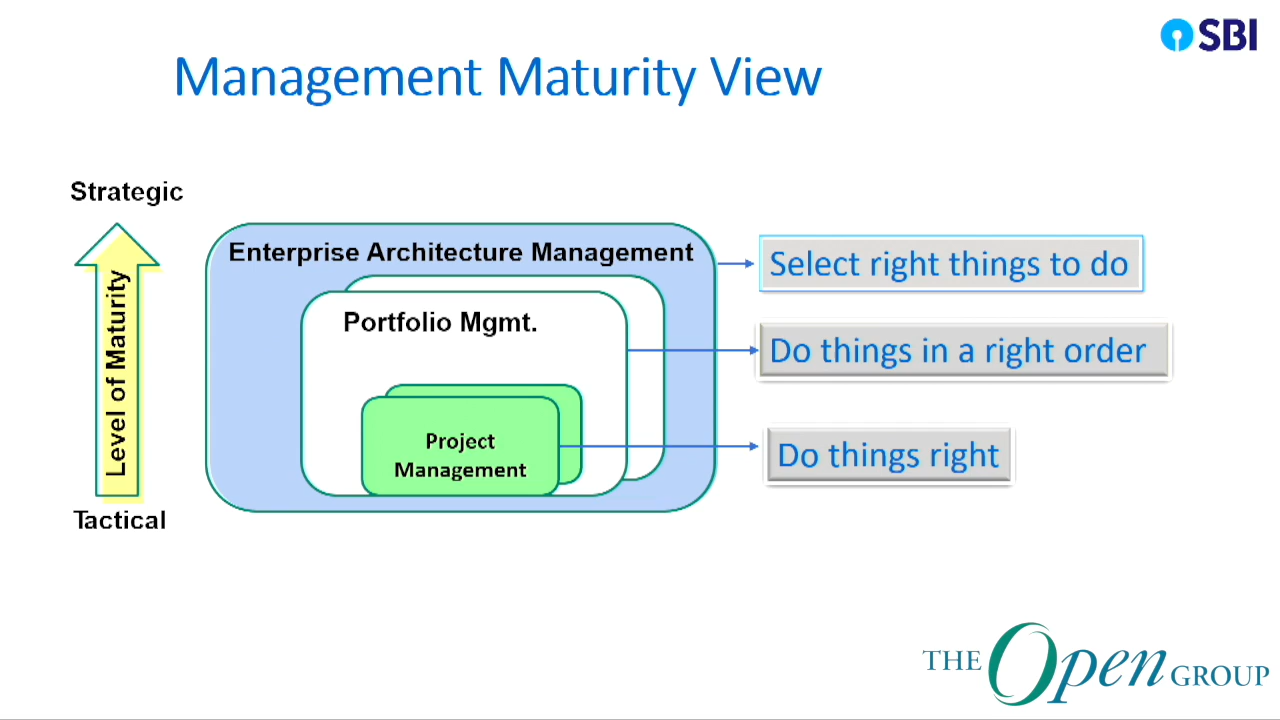 SBI
Management Maturity View
Strategic
Level of Maturity
Tactical
Enterprise Architecture Management
Portfolio Mgmt.
Project
Management
Select right things to do
Do things in a right order
Do things right
THE Open GROUP